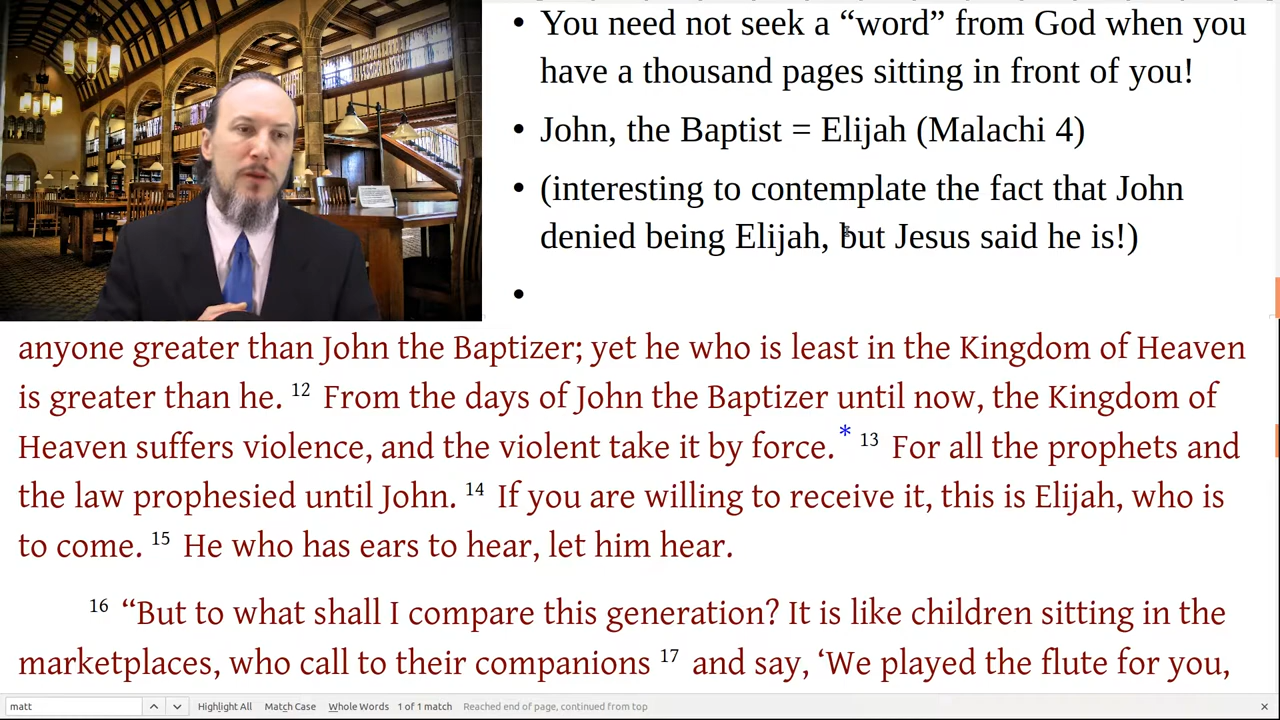 • You need not seek a “word” from God when you
have a thousand pages sitting in front of you!
• John, the Baptist = Elijah (Malachi 4)
• (interesting to contemplate the fact that John
denied being Elijah, but Jesus said he is!)
•
anyone greater than John the Baptizer; yet he who is least in the Kingdom of Heaven
is greater than he. 12 From the days of John the Baptizer until now, the Kingdom of
Heaven suffers violence, and the violent take it by force. * 13 For all the prophets and
the law prophesied until John. 14 If you are willing to receive it, this is Elijah, who is
to come. 15 He who has ears to hear, let him hear.
16 “But to what shall I compare this generation? It is like children sitting in the
marketplaces, who call to their companions 17 and say, ‘We played the flute for you,
matt Highlight All Match Case Whole Words 1 of 1 match Reached end of page, continued from top